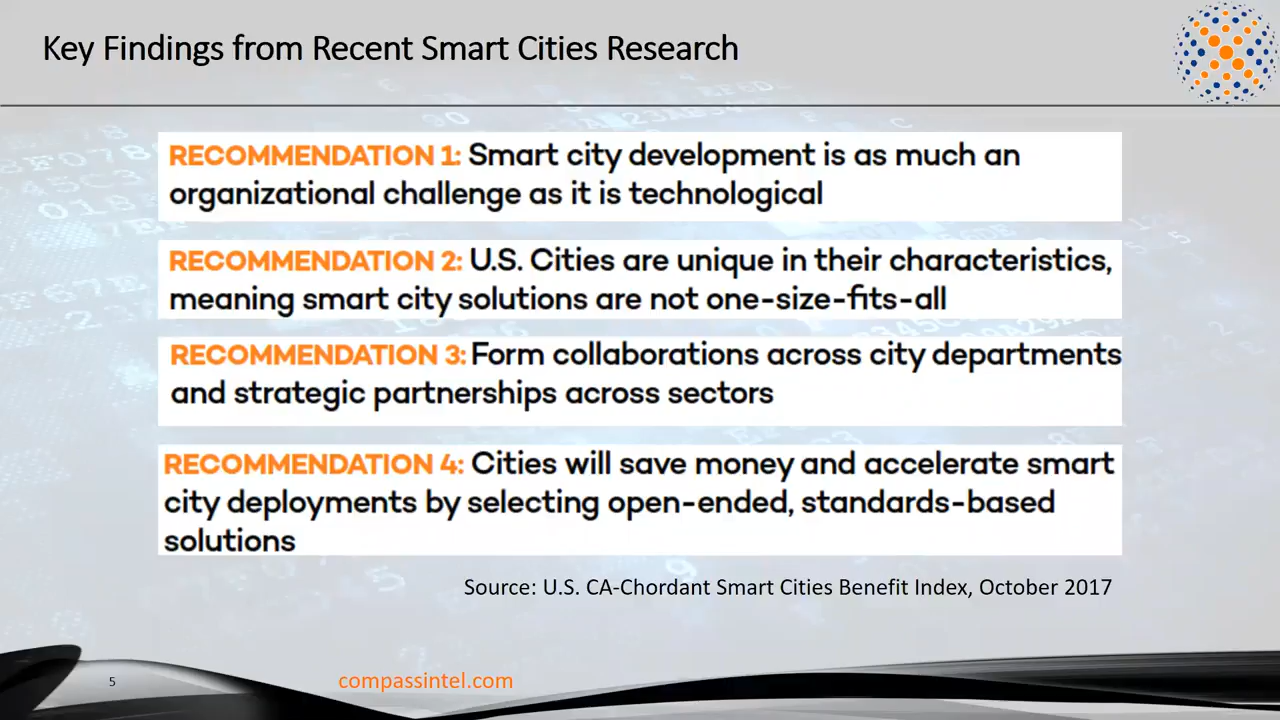 Key Findings from Recent Smart Cities Research
RECOMMENDATION 1: Smart city development is as much an
organizational challenge as it is technological
RECOMMENDATION 2: U.S. Cities are unique in their characteristics,
meaning smart city solutions are not one-size-fits-all
RECOMMENDATION 3: Form collaborations across city departments
and strategic partnerships across sectors
RECOMMENDATION 4: Cities will save money and accelerate smart
city deployments by selecting open-ended, standards-based
solutions
Source: U.S. CA-Chordant Smart Cities Benefit Index, October 2017
5
compassintel.com